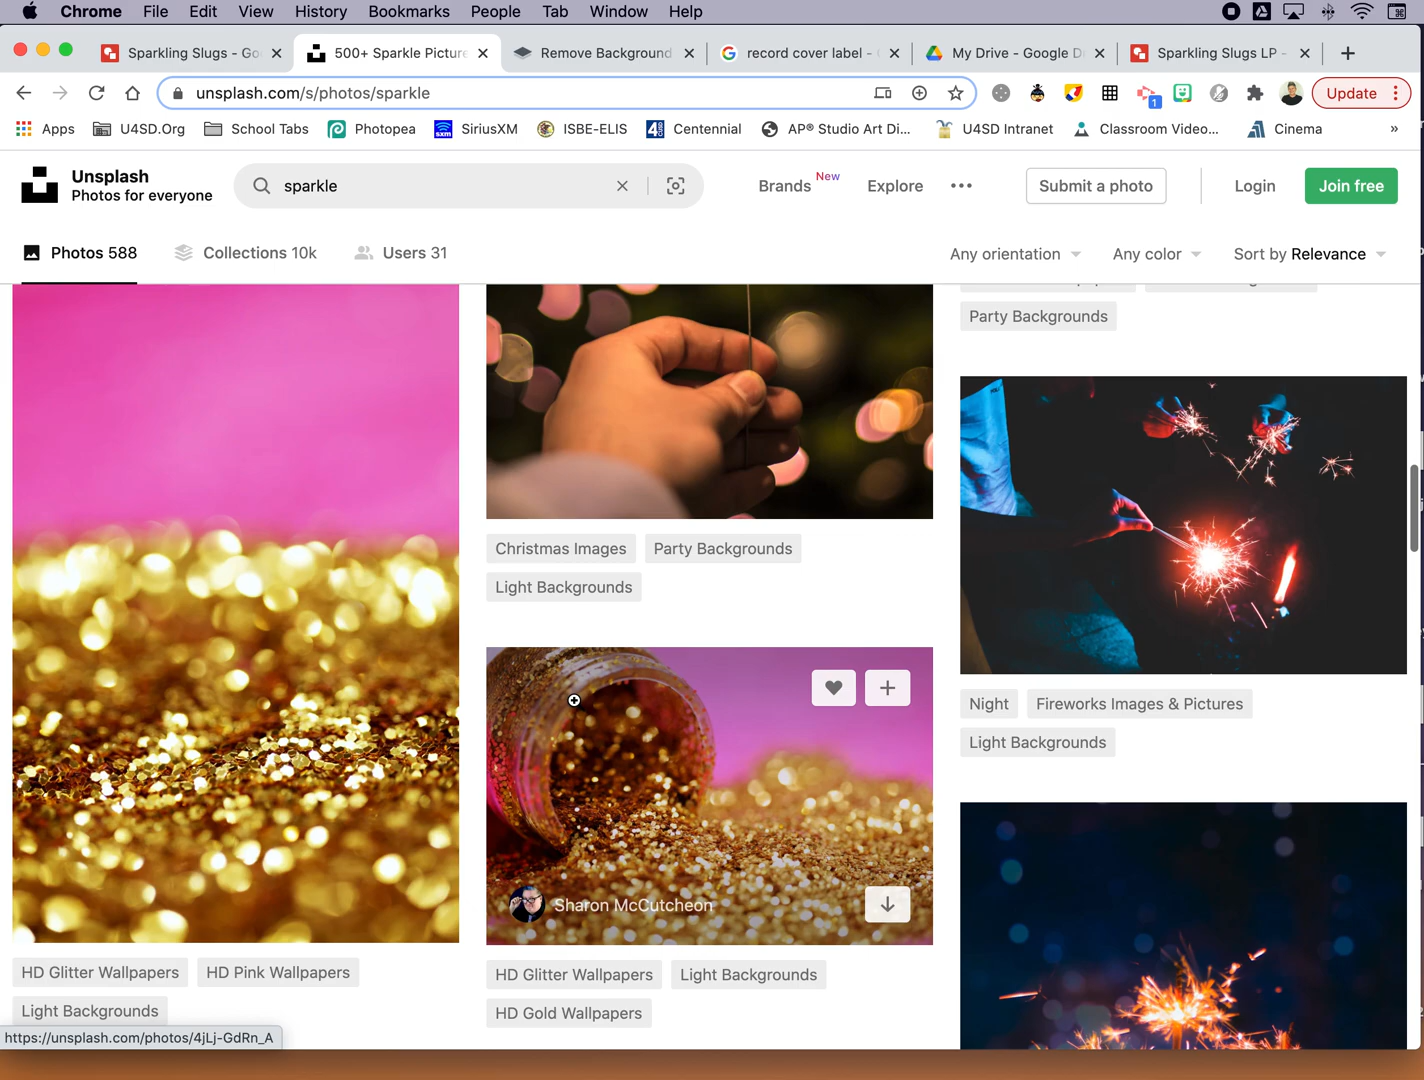 Chrome File Edit View History Bookmarks People Tab Window Help
Sparkling Slugs - Go
500+ Sparkle Picture
Remove Background
record cover label -
My Drive - Google D
Sparkling Slugs LP -
unsplash.com/s/photos/sparkle
1
Update
Apps U4SD.Org School Tabs Photopea SiriusXM ISBE-ELIS Centennial AP® Studio Art Di... U4SD Intranet Classroom Video... Cinema »
Unsplash
Photos for everyone
sparkle
Brands New Explore
Submit a photo
Login
Join free
Photos 588
Collections 10k
Users 31
Any orientation
Any color
Sort by Relevance
Party Backgrounds
Christmas Images
Party Backgrounds
Light Backgrounds
Night
Fireworks Images & Pictures
Light Backgrounds
Sharon McCutcheon
HD Glitter Wallpapers
HD Pink Wallpapers
Light Backgrounds
HD Glitter Wallpapers
Light Backgrounds
HD Gold Wallpapers
https://unsplash.com/photos/4jLj-GdRn_A